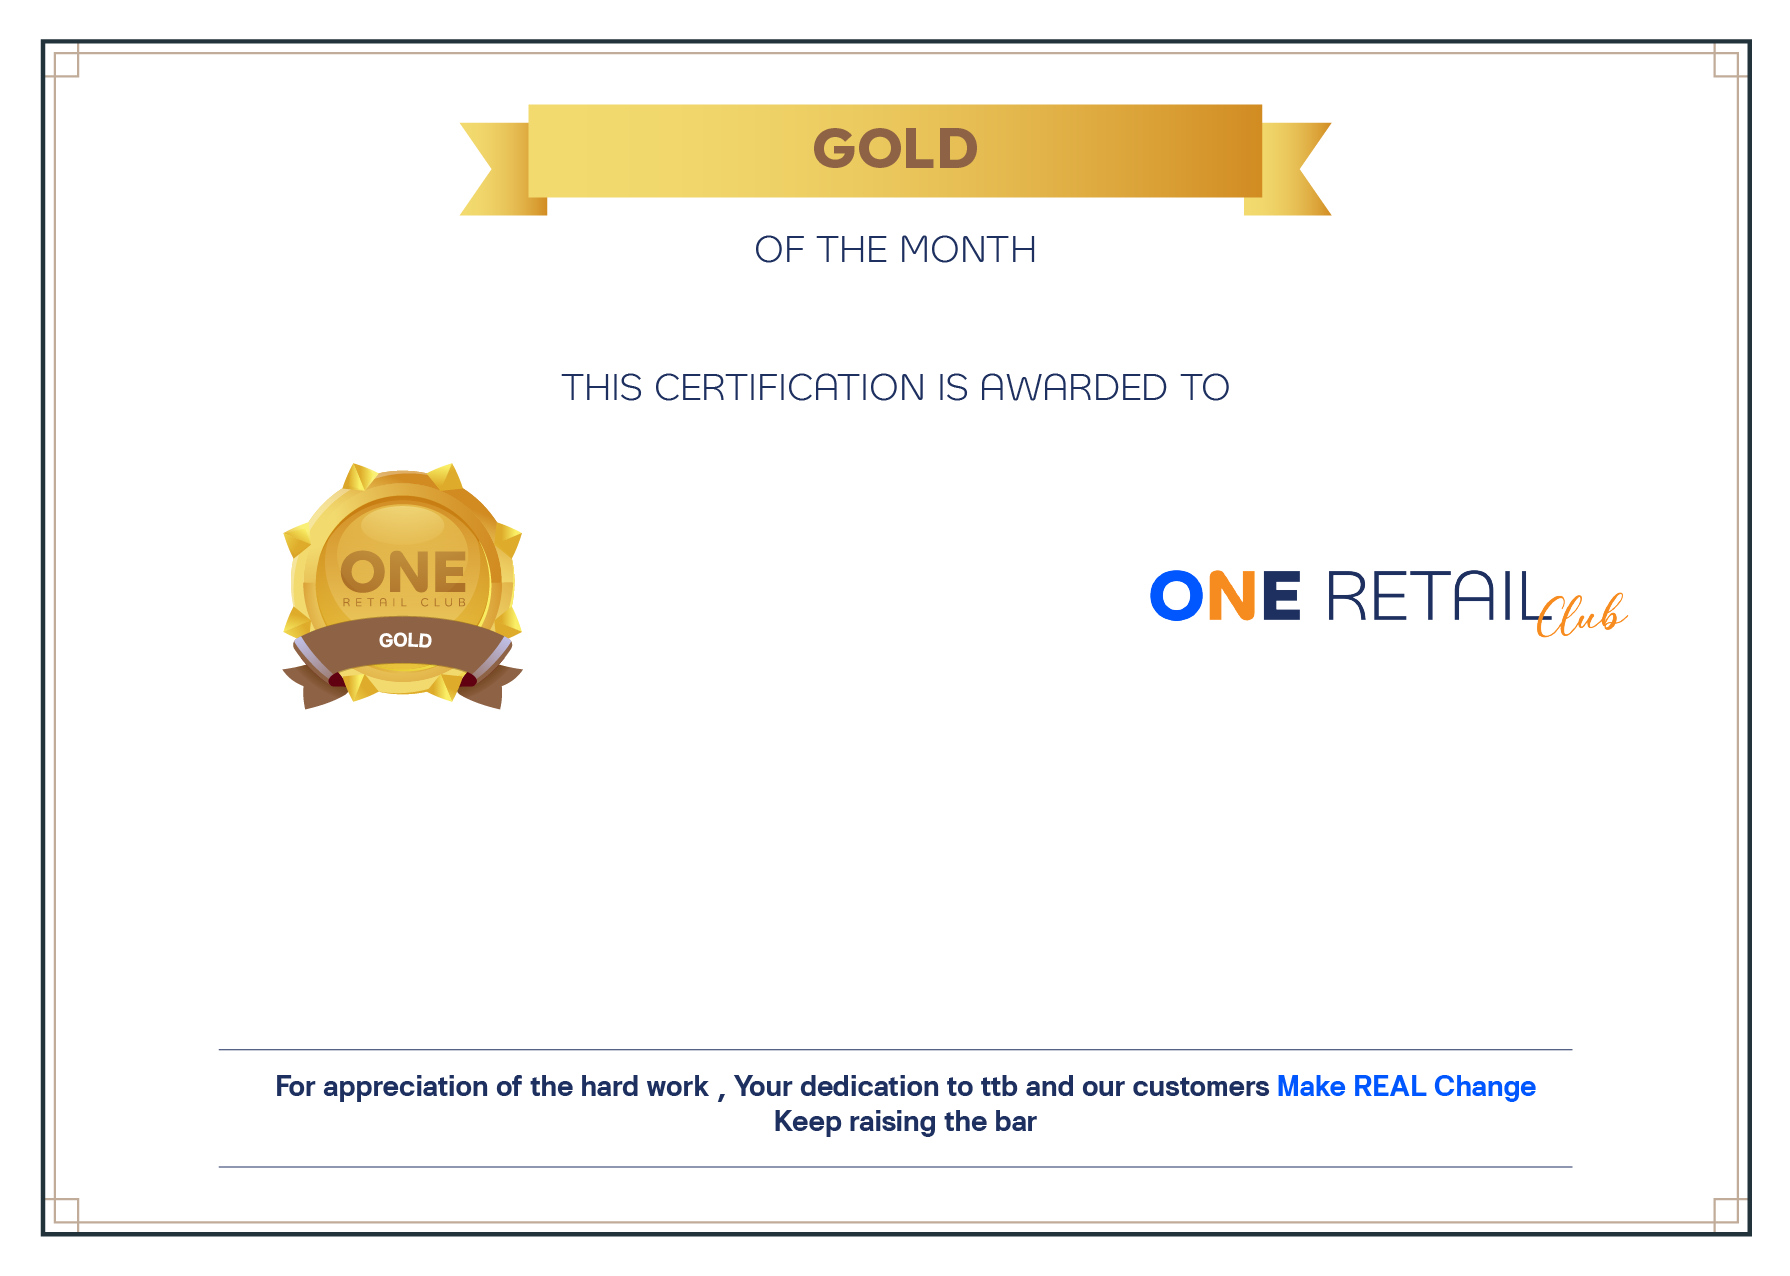 GOLD
OF THE MONTH
THIS CERTIFICATION IS AWARDED TO
ONE
RETAIL CLUB
GOLD
ONE RETAIL Club
For appreciation of the hard work , Your dedication to ttb and our customers Make REAL Change
Keep raising the bar